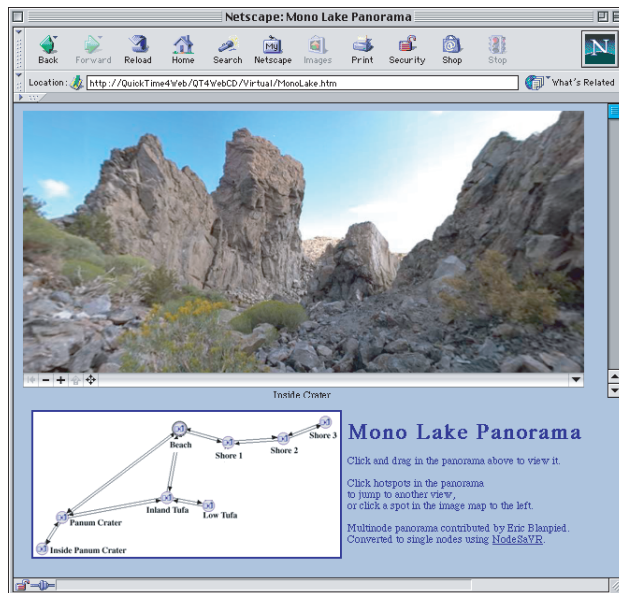 Netscape: Mono Lake Panorama
Back Forward Reload Home Search Netscape Images Print Security Shop Stop
My
N
Location: http://QuickTime4Web/QT4WebCD/Virtual/MonoLake.htm What's Related
Inside Crater
Beach
Shore 1
Shore 2
Shore 3
Inland Tufa
Low Tufa
Panum Crater
Inside Panum Crater
Mono Lake Panorama
Click and drag in the panorama above to view it.
Click hotspots in the panorama
to jump to another view,
or click a spot in the image map to the left.
Multinode panorama contributed by Eric Blanpied.
Converted to single nodes using NodeSaVR.